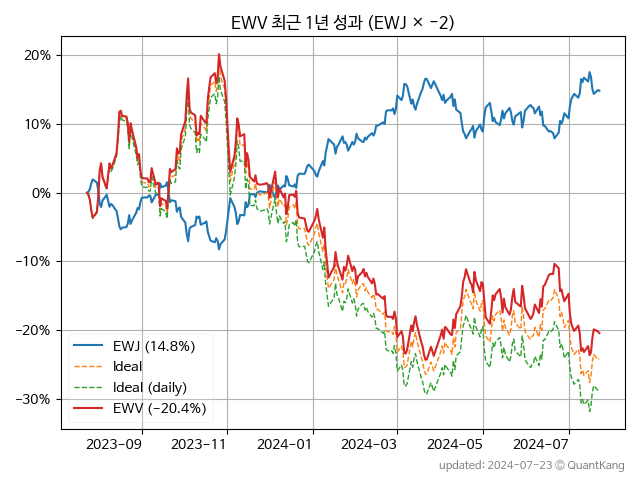 EWV 최근 1년 성과 (EWJ × −2)
20%
10%
0%
−10%
−20%
−30%
EWJ (14.8%)
Ideal
Ideal (daily)
EWV (−20.4%)
2023-09
2023-11
2024-01
2024-03
2024-05
2024-07
updated: 2024-07-23 © QuantKang